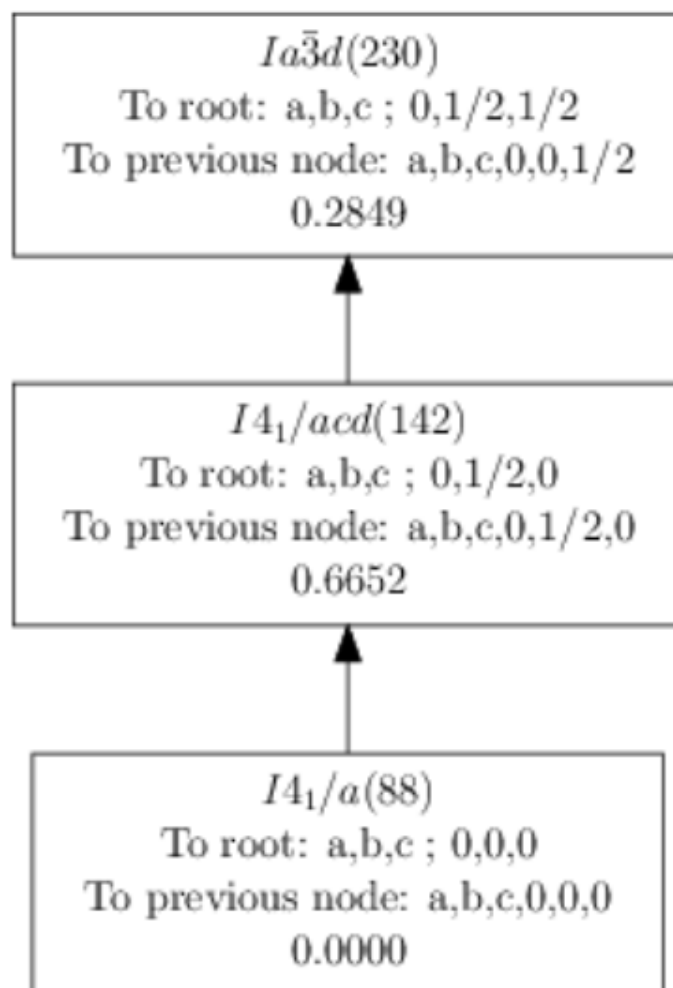 Ia3̄d(230)
To root: a,b,c ; 0,1/2,1/2
To previous node: a,b,c,0,0,1/2
0.2849
I4₁/acd(142)
To root: a,b,c ; 0,1/2,0
To previous node: a,b,c,0,1/2,0
0.6652
I4₁/a(88)
To root: a,b,c ; 0,0,0
To previous node: a,b,c,0,0,0
0.0000